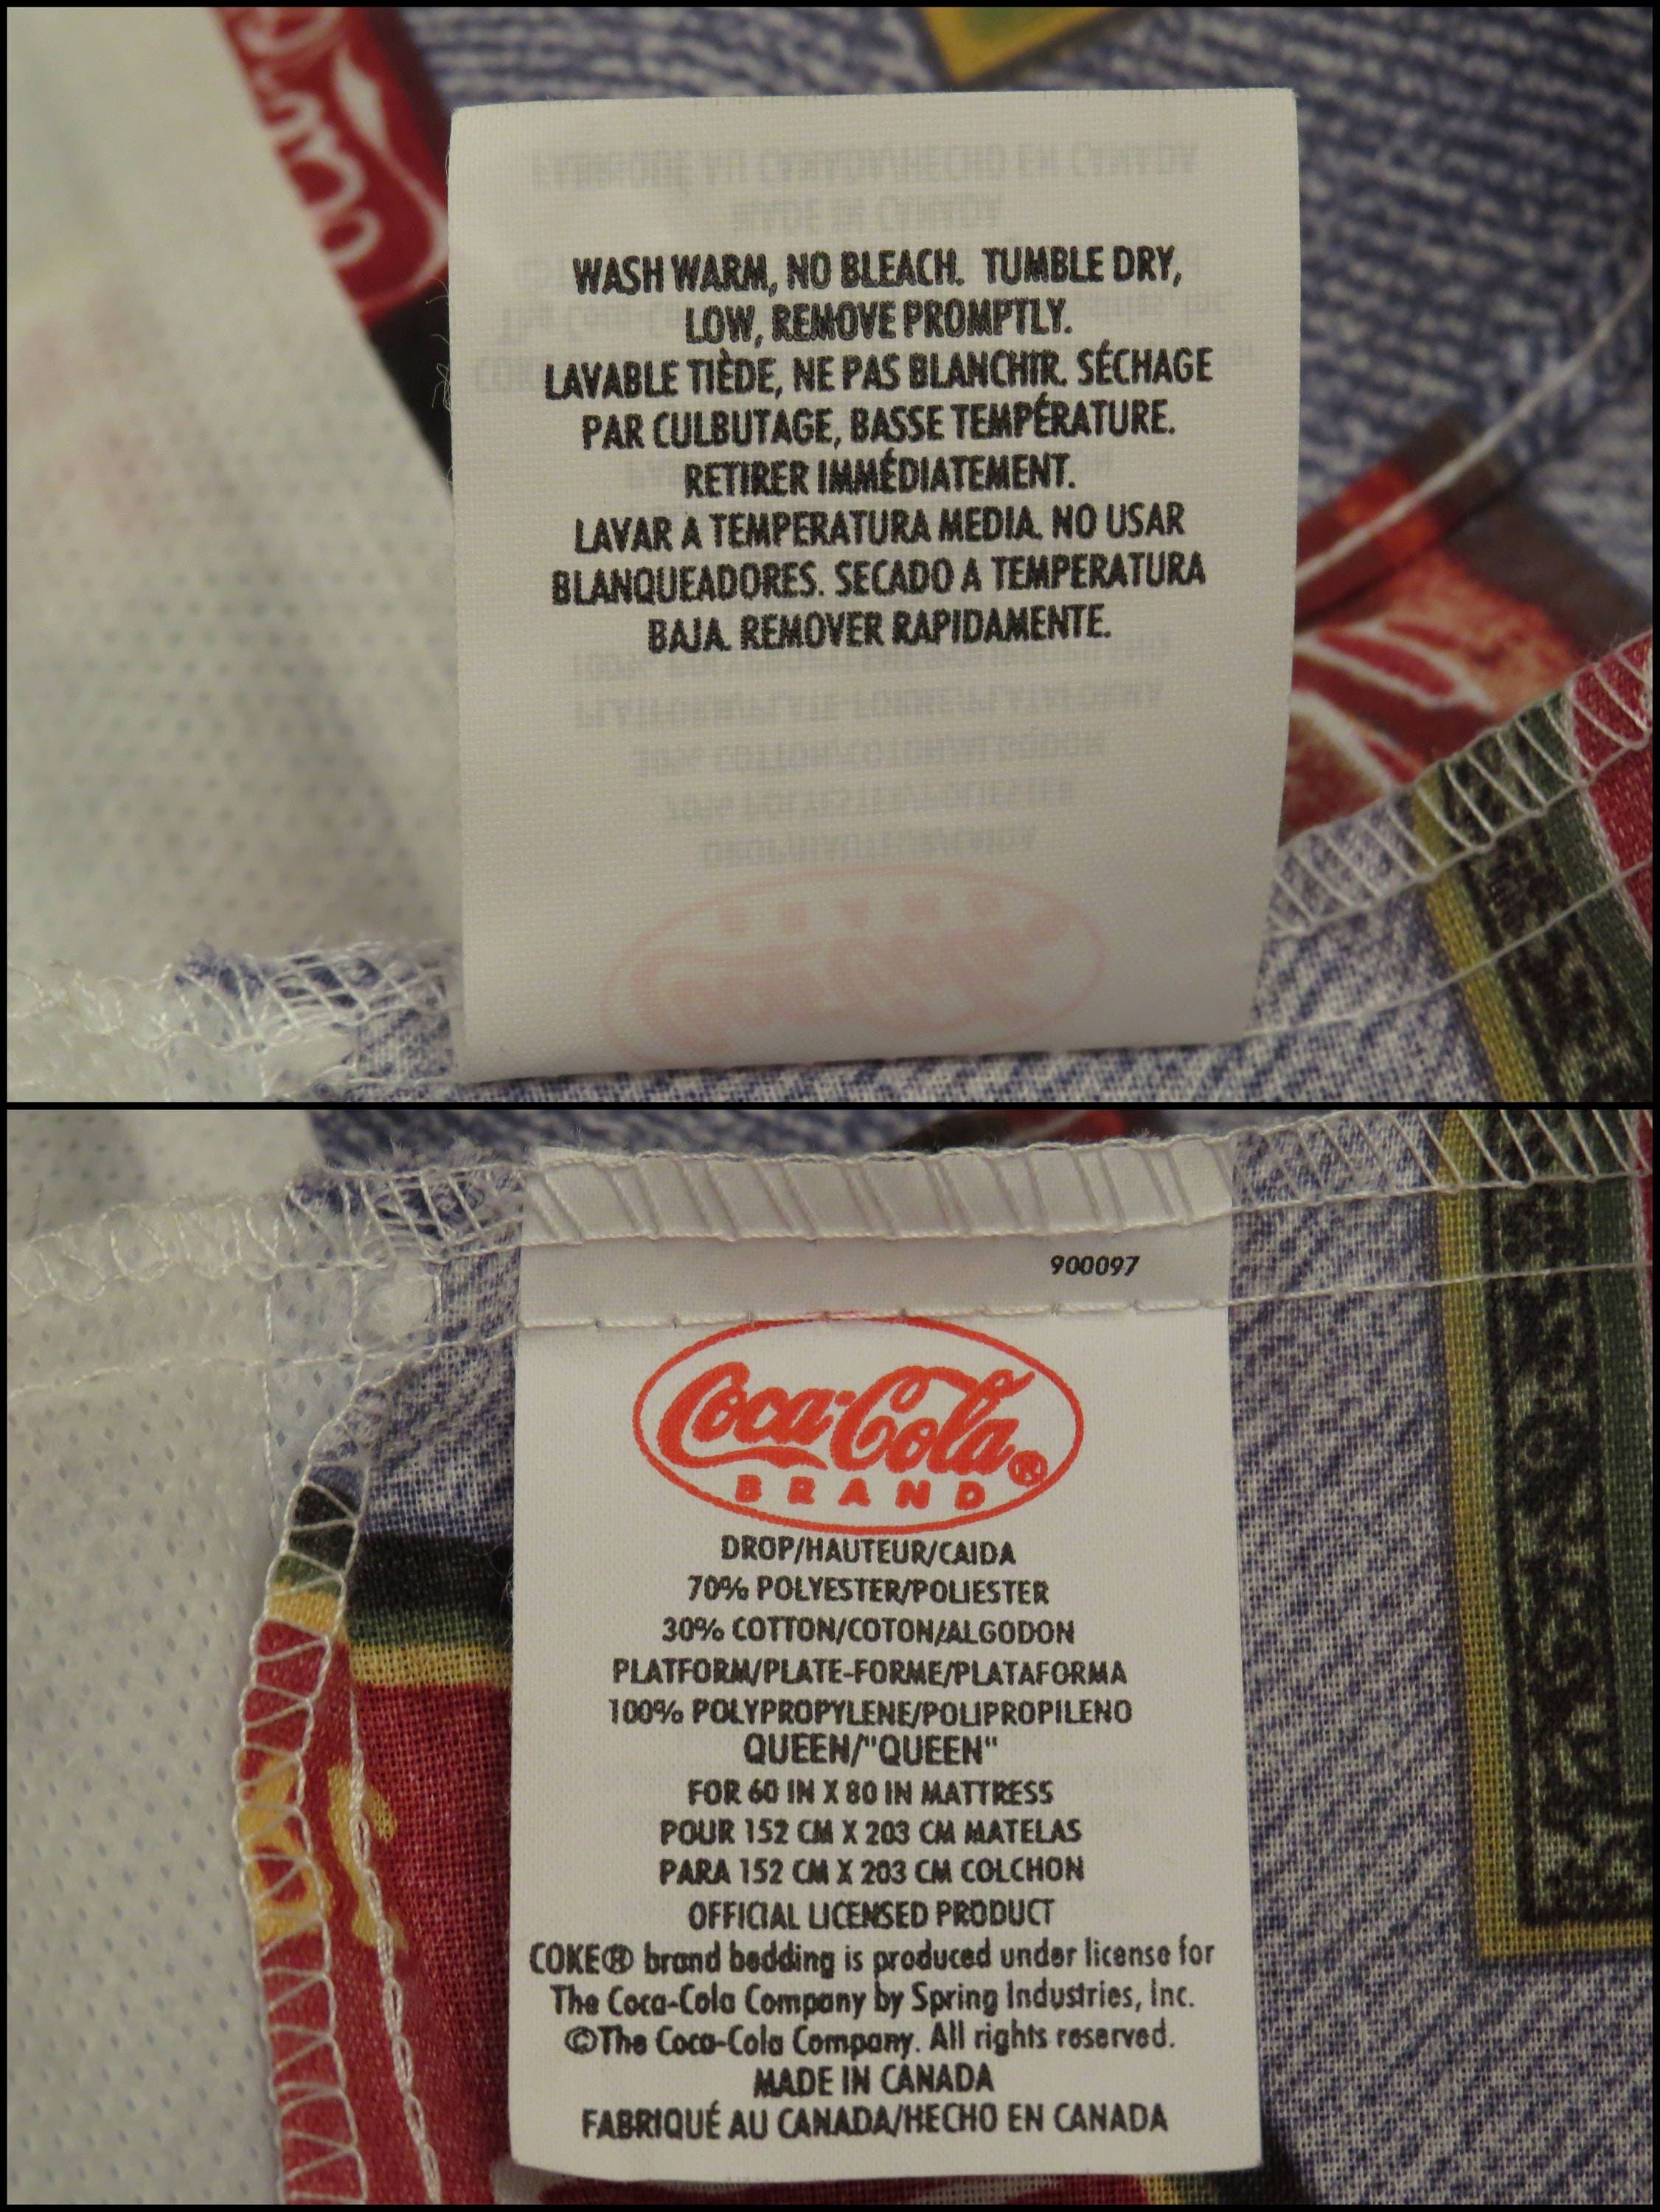 WASH WARM, NO BLEACH. TUMBLE DRY,
LOW, REMOVE PROMPTLY.
LAVABLE TIÈDE, NE PAS BLANCHIR. SÉCHAGE
PAR CULBUTAGE, BASSE TEMPÉRATURE.
RETIRER IMMÉDIATEMENT.
LAVAR A TEMPERATURA MEDIA. NO USAR
BLANQUEADORES. SECADO A TEMPERATURA
BAJA. REMOVER RAPIDAMENTE.
900097
Coca-Cola®
BRAND
DROP/HAUTEUR/CAIDA
70% POLYESTER/POLIESTER
30% COTTON/COTON/ALGODON
PLATFORM/PLATE-FORME/PLATAFORMA
100% POLYPROPYLENE/POLIPROPILENO
QUEEN/"QUEEN"
FOR 60 IN X 80 IN MATTRESS
POUR 152 CM X 203 CM MATELAS
PARA 152 CM X 203 CM COLCHON
OFFICIAL LICENSED PRODUCT
COKE® brand bedding is produced under license for
The Coca-Cola Company by Spring Industries, Inc.
©The Coca-Cola Company. All rights reserved.
MADE IN CANADA
FABRIQUÉ AU CANADA/HECHO EN CANADA